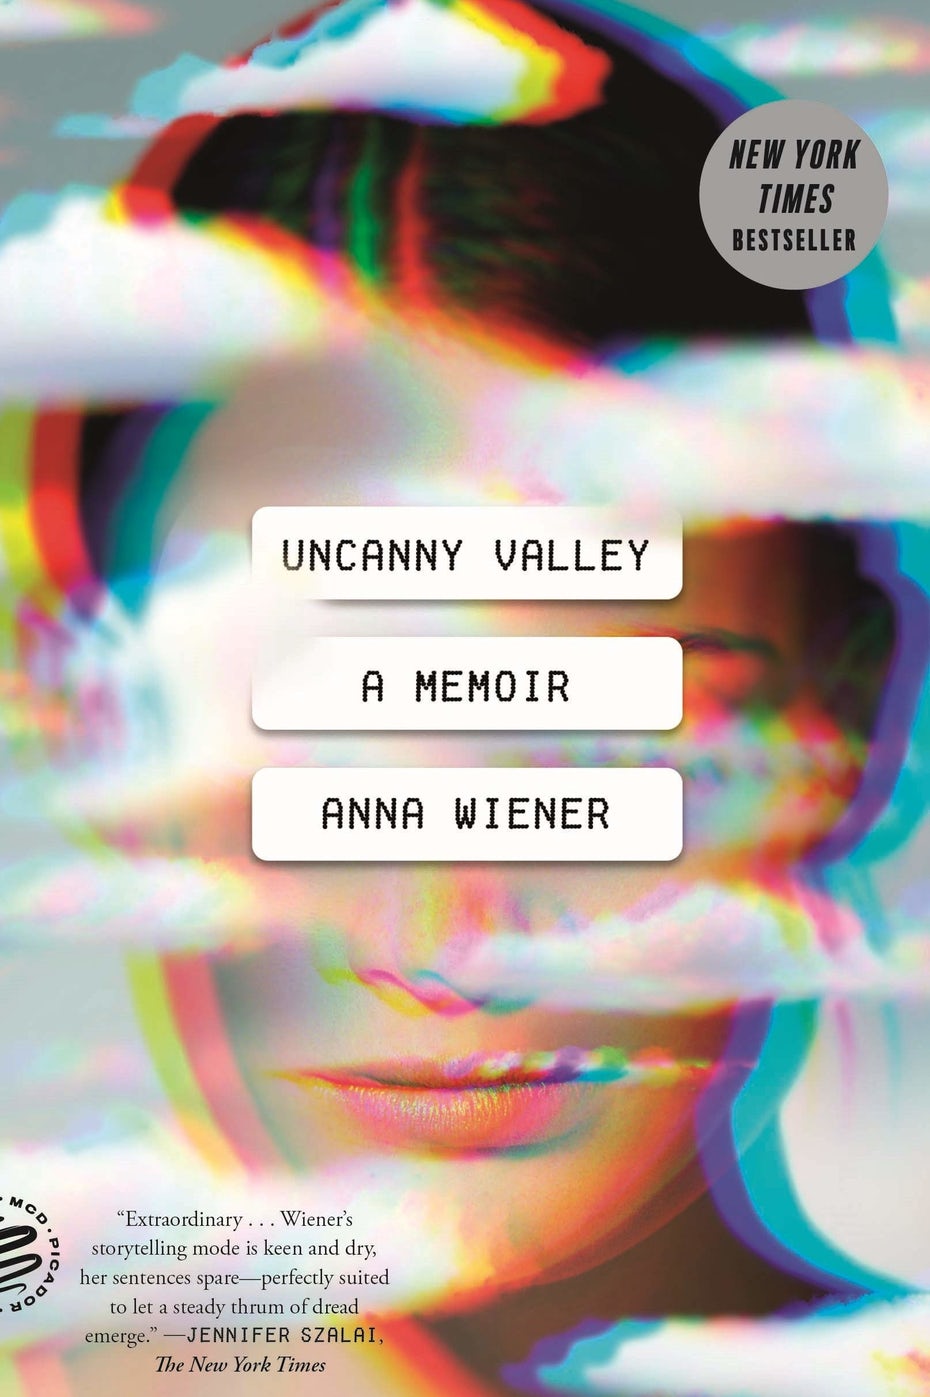 NEW YORK
TIMES
BESTSELLER
UNCANNY VALLEY
A MEMOIR
ANNA WIENER
MCD · PICADOR
“Extraordinary . . . Wiener’s
storytelling mode is keen and dry,
her sentences spare—perfectly suited
to let a steady thrum of dread
emerge.” —JENNIFER SZALAI,
The New York Times